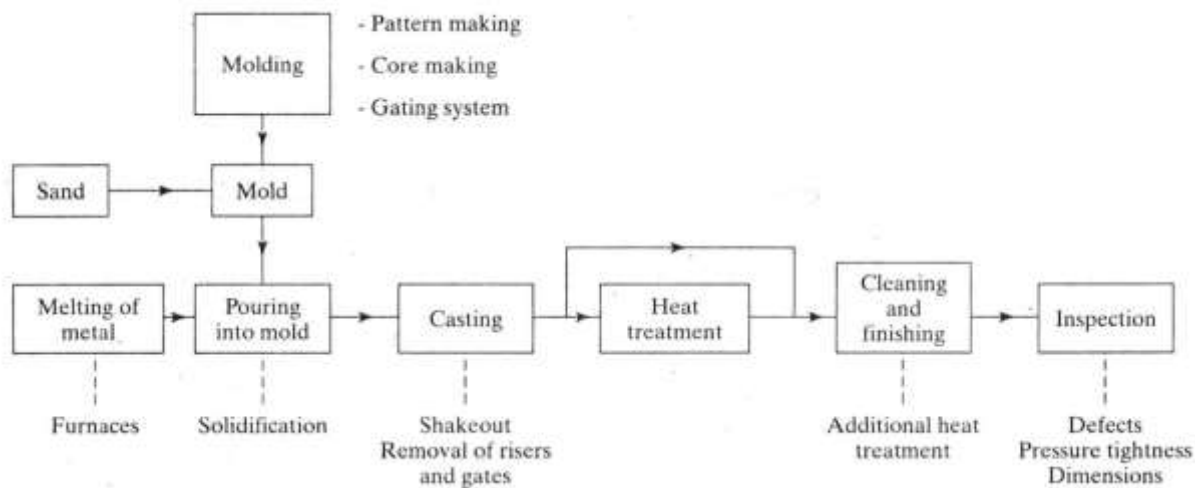 Molding
- Pattern making
- Core making
- Gating system
Sand
Mold
Melting of
metal
Pouring
into mold
Casting
Heat
treatment
Cleaning
and
finishing
Inspection
Furnaces
Solidification
Shakeout
Removal of risers
and gates
Additional heat
treatment
Defects
Pressure tightness
Dimensions